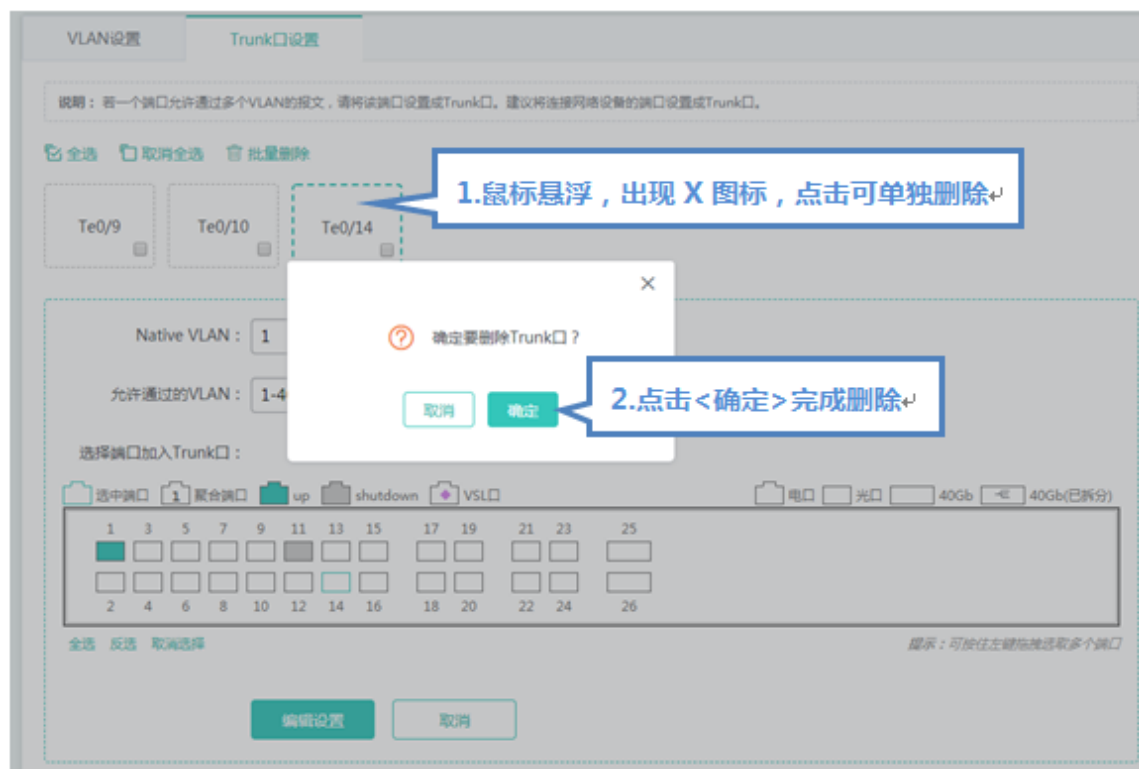 VLAN设置 Trunk口设置
说明：若一个端口允许通过多个VLAN的报文，请将该端口设置成Trunk口。建议将连接网络设备的端口设置成Trunk口。
全选 取消全选 批量删除
1.鼠标悬浮，出现 X 图标，点击可单独删除↵
Te0/9 Te0/10 Te0/14
×
Native VLAN： 1
确定要删除Trunk口？
允许通过的VLAN： 1-4
取消 确定
2.点击<确定>完成删除↵
选择端口加入Trunk口：
选中端口 1 聚合端口 up shutdown VSL口 电口 光口 40Gb 40Gb(已拆分)
1 3 5 7 9 11 13 15 17 19 21 23 25
2 4 6 8 10 12 14 16 18 20 22 24 26
全选 反选 取消选择 提示：可按住左键拖拽选取多个端口
编辑设置 取消